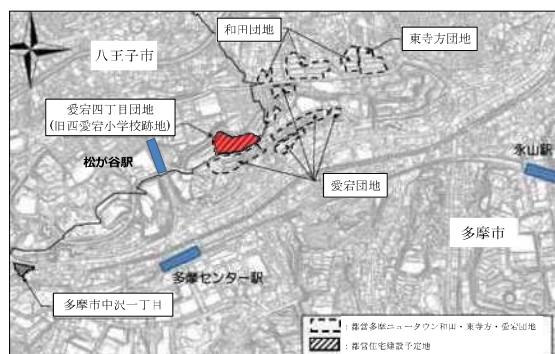 和田団地
東寺方団地
八王子市
愛宕四丁目団地
(旧西愛宕小学校跡地)
松が谷駅
愛宕団地
永山駅
多摩市
多摩センター駅
多摩市中沢一丁目
：都営多摩ニュータウン和田・東寺方・愛宕団地
：都営住宅建設予定地